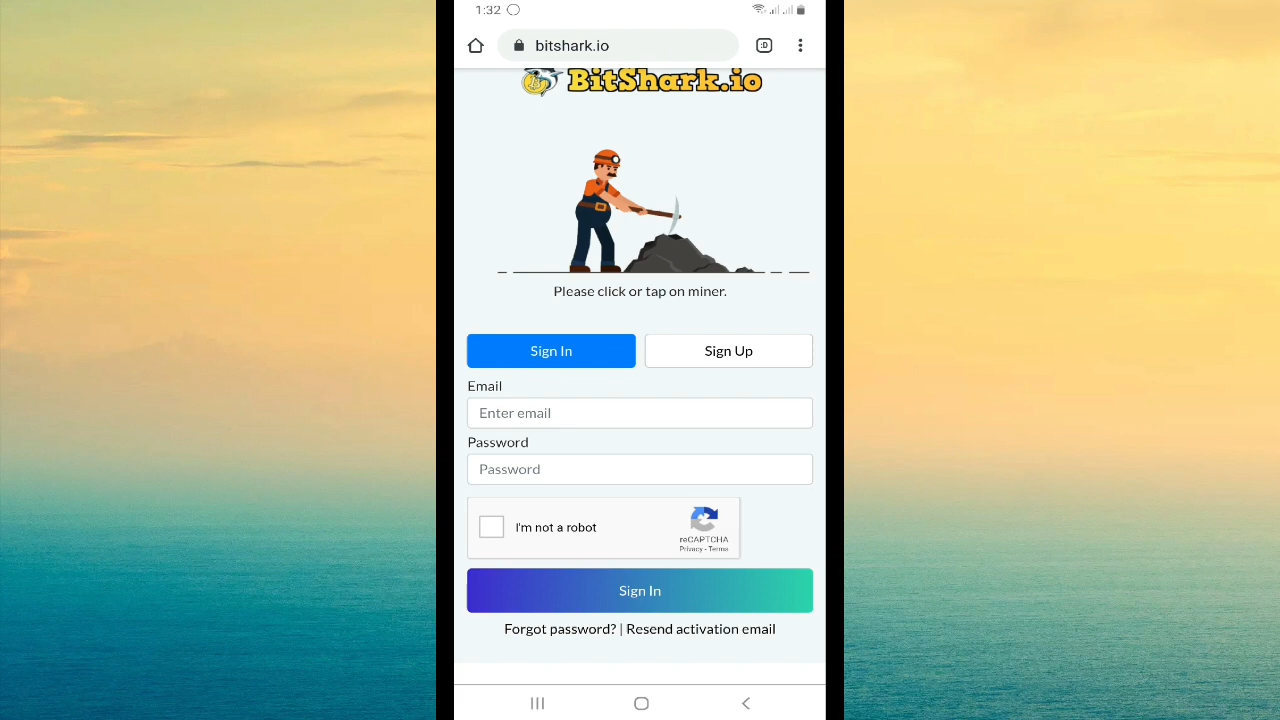 1:32
bitshark.io
:D
BitShark.io
Please click or tap on miner.
Sign In Sign Up
Email
Enter email
Password
Password
I'm not a robot
reCAPTCHA
Privacy - Terms
Sign In
Forgot password? | Resend activation email